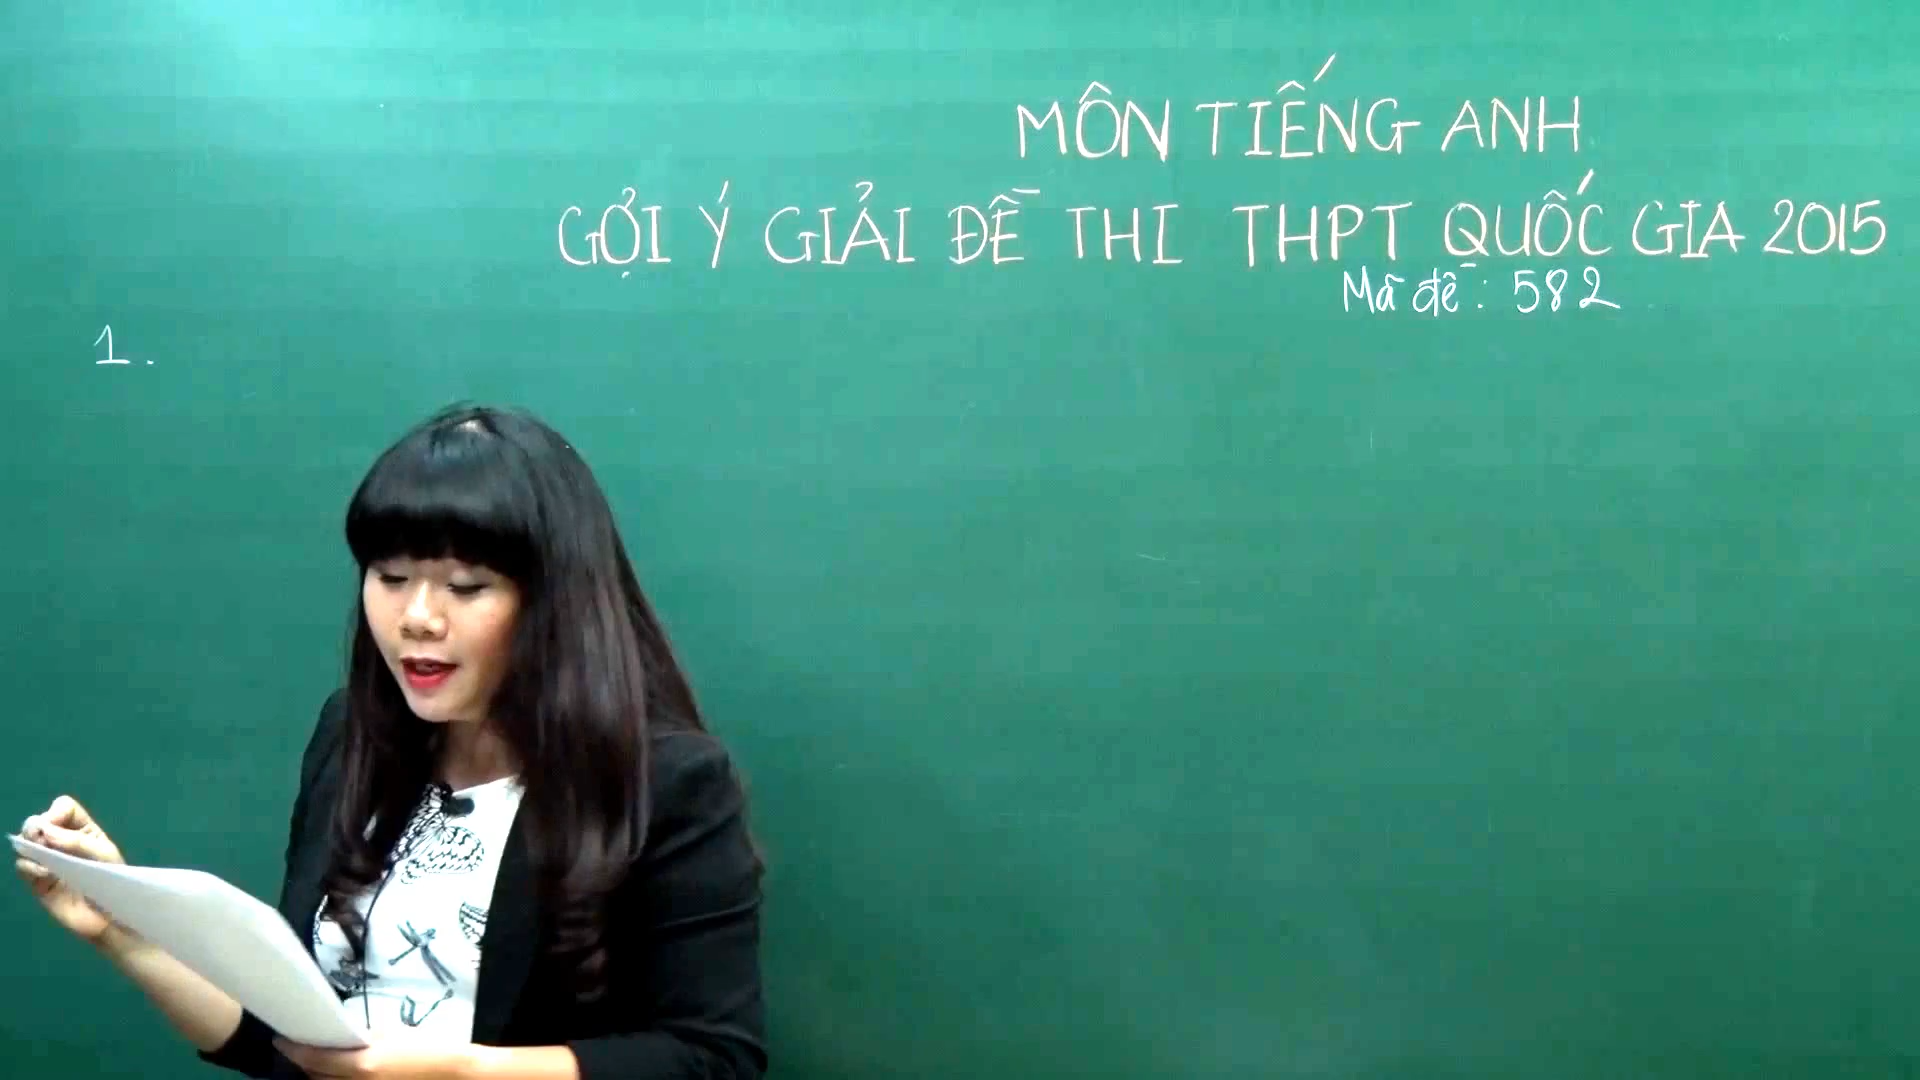 MÔN TIẾNG ANH
GỢI Ý GIẢI ĐỀ THI THPT QUỐC GIA 2015
Mã đề : 582
1.